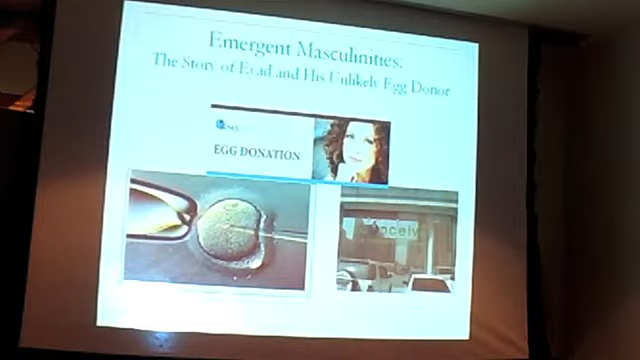 Emergent Masculinities:
The Story of Eyad and His Unlikely Egg Donor
EGG DONATION